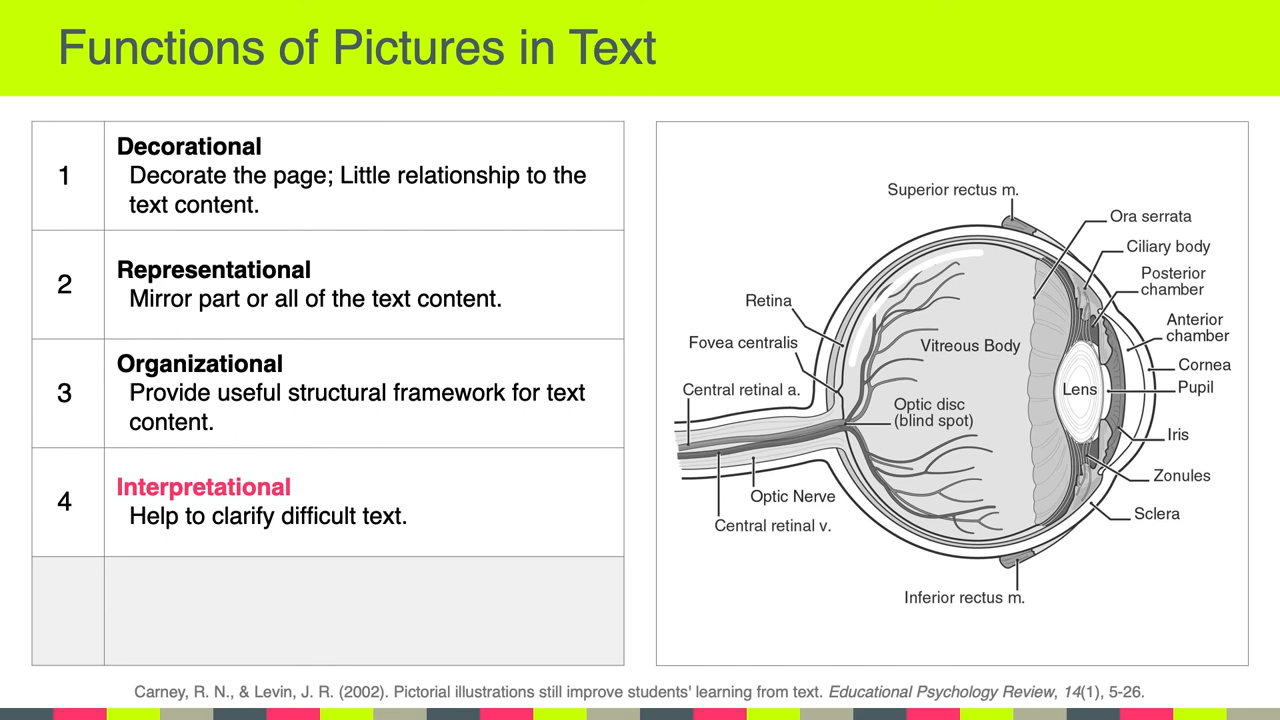 Functions of Pictures in Text
1
Decorational
Decorate the page; Little relationship to the
text content.
2
Representational
Mirror part or all of the text content.
3
Organizational
Provide useful structural framework for text
content.
4
Interpretational
Help to clarify difficult text.
Superior rectus m.
Ora serrata
Ciliary body
Posterior
chamber
Anterior
chamber
Cornea
Pupil
Iris
Zonules
Sclera
Retina
Fovea centralis
Central retinal a.
Vitreous Body
Lens
Optic disc
(blind spot)
Optic Nerve
Central retinal v.
Inferior rectus m.
Carney, R. N., & Levin, J. R. (2002). Pictorial illustrations still improve students' learning from text. Educational Psychology Review, 14(1), 5-26.